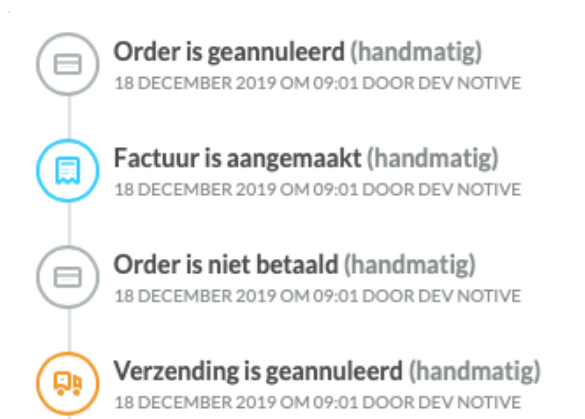 Order is geannuleerd (handmatig)
18 DECEMBER 2019 OM 09:01 DOOR DEV NOTIVE
Factuur is aangemaakt (handmatig)
18 DECEMBER 2019 OM 09:01 DOOR DEV NOTIVE
Order is niet betaald (handmatig)
18 DECEMBER 2019 OM 09:01 DOOR DEV NOTIVE
Verzending is geannuleerd (handmatig)
18 DECEMBER 2019 OM 09:01 DOOR DEV NOTIVE